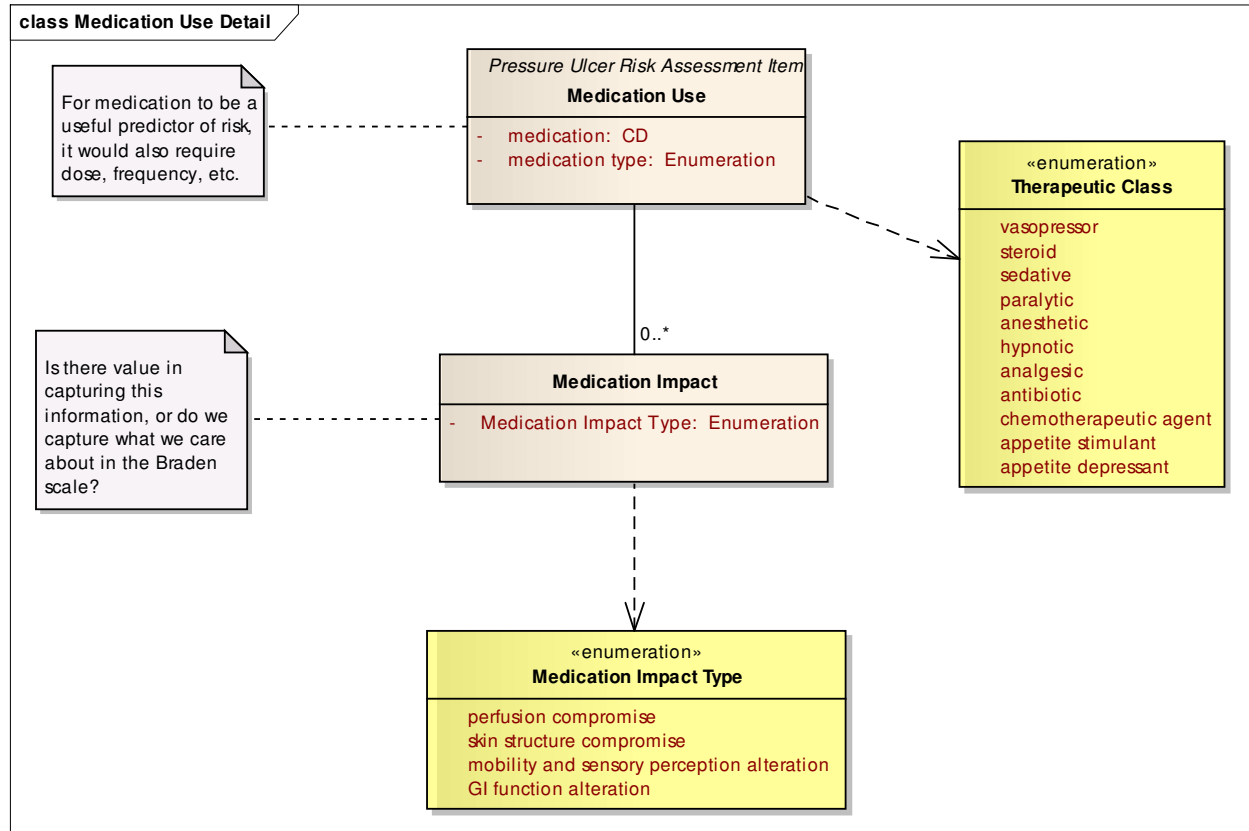 class Medication Use Detail
For medication to be a
useful predictor of risk,
it would also require
dose, frequency, etc.
Pressure Ulcer Risk Assessment Item
Medication Use
- medication: CD
- medication type: Enumeration
«enumeration»
Therapeutic Class
vasopressor
steroid
sedative
paralytic
anesthetic
hypnotic
analgesic
antibiotic
chemotherapeutic agent
appetite stimulant
appetite depressant
0..*
Is there value in
capturing this
information, or do we
capture what we care
about in the Braden
scale?
Medication Impact
- Medication Impact Type: Enumeration
«enumeration»
Medication Impact Type
perfusion compromise
skin structure compromise
mobility and sensory perception alteration
GI function alteration